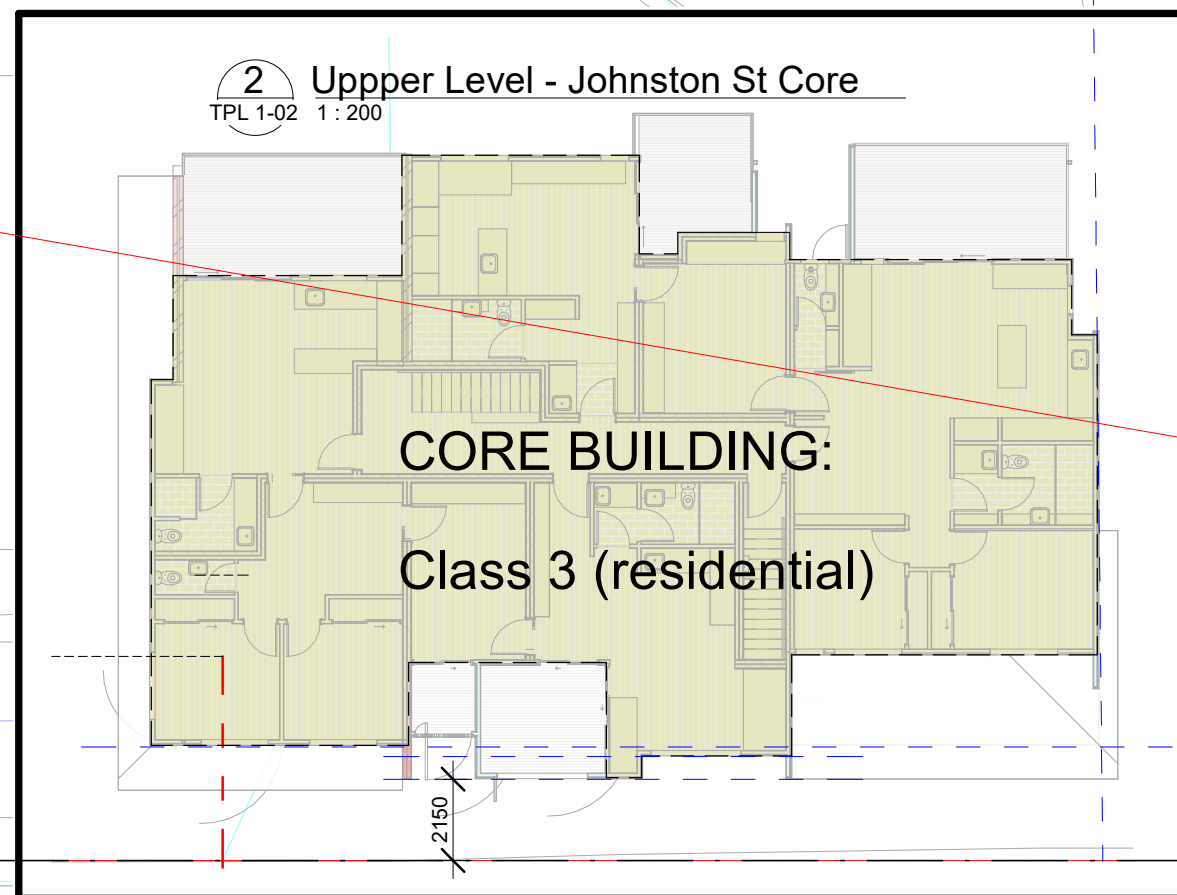 2 Uppper Level - Johnston St Core
TPL 1-02 1 : 200
CORE BUILDING:
Class 3 (residential)
2150